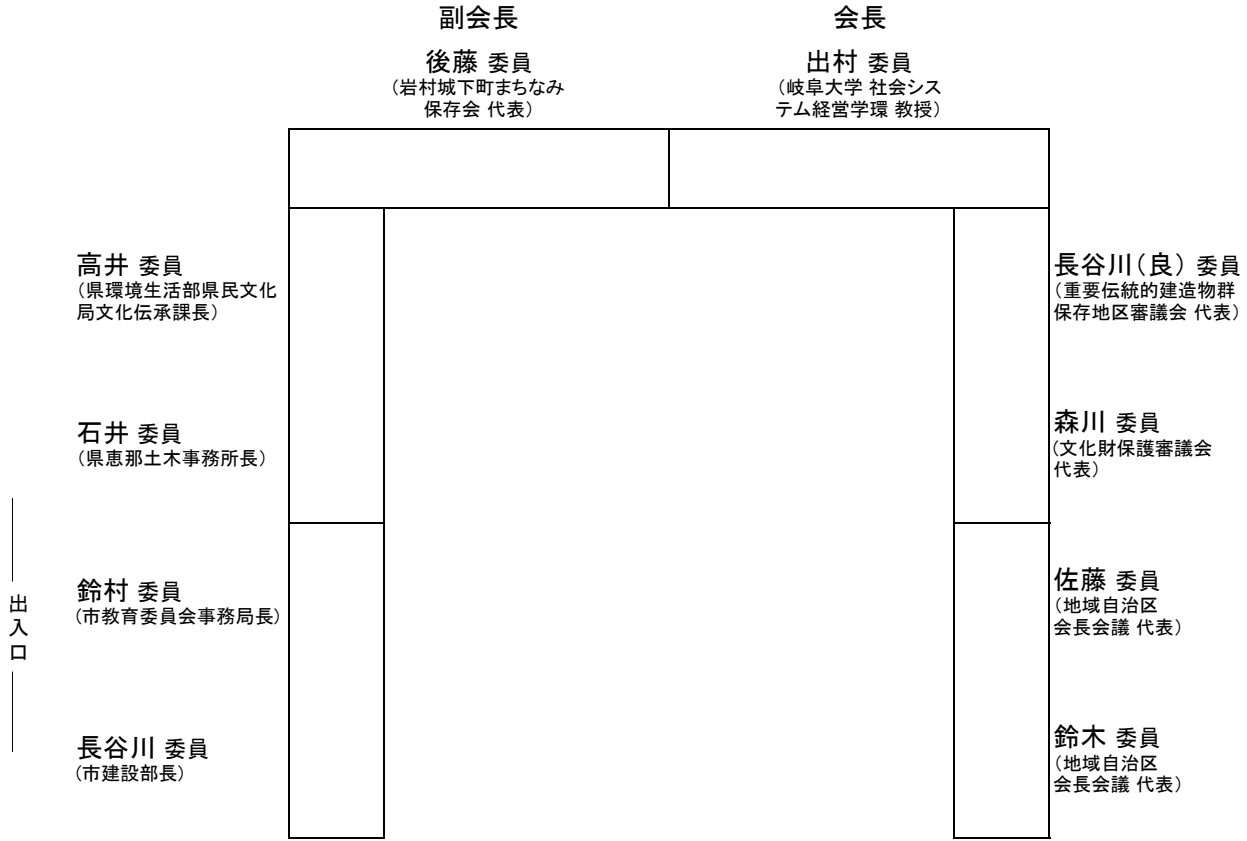 副会長
後藤 委員
（岩村城下町まちなみ
保存会 代表）
会長
出村 委員
（岐阜大学 社会シス
テム経営学環 教授）
高井 委員
（県環境生活部県民文化
局文化伝承課長）
石井 委員
（県恵那土木事務所長）
鈴村 委員
（市教育委員会事務局長）
長谷川 委員
（市建設部長）
出入口
長谷川（良） 委員
（重要伝統的建造物群
保存地区審議会 代表）
森川 委員
（文化財保護審議会
代表）
佐藤 委員
（地域自治区
会長会議 代表）
鈴木 委員
（地域自治区
会長会議 代表）